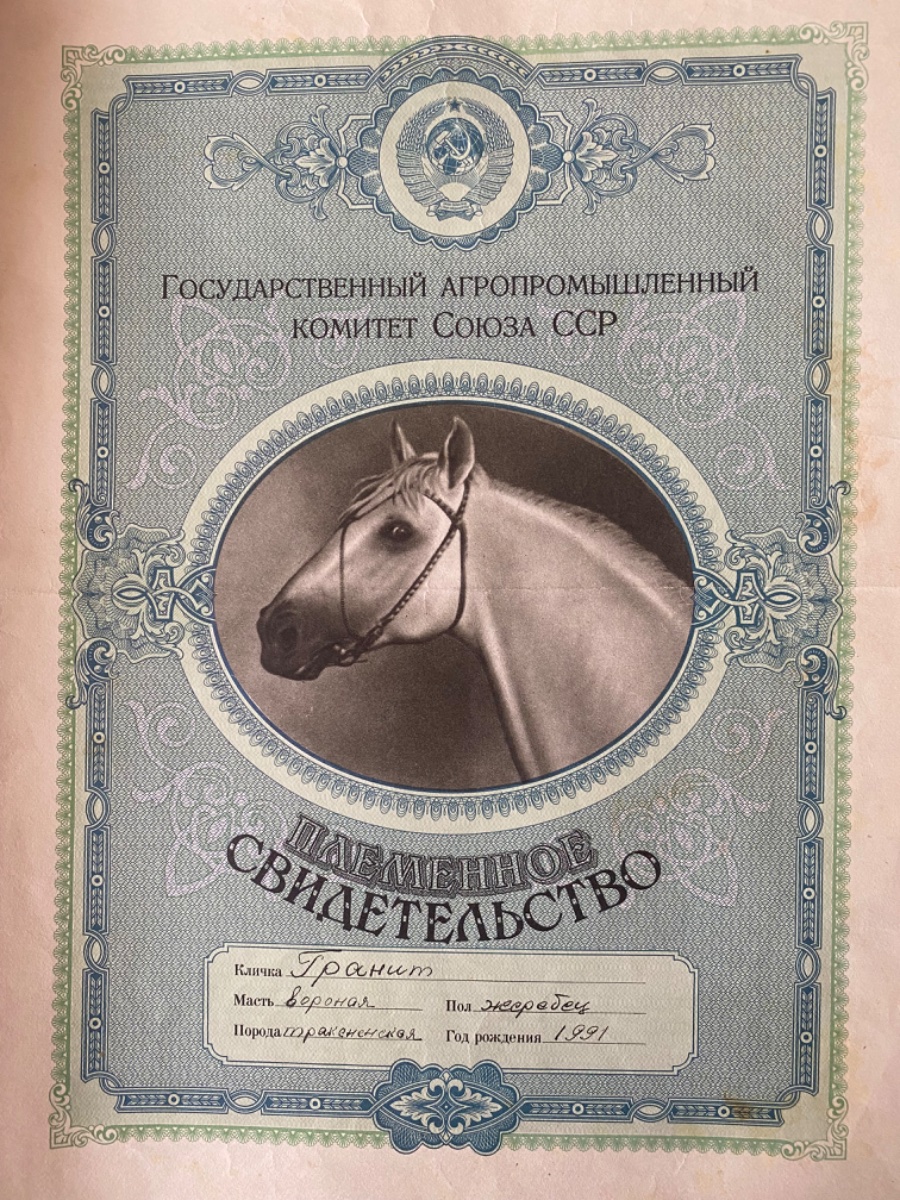 Государственный агропромышленный
комитет Союза ССР
ПЛЕМЕННОЕ
СВИДЕТЕЛЬСТВО
Кличка Гранит
Масть вороная Пол жеребец
Порода тракененская Год рождения 1991